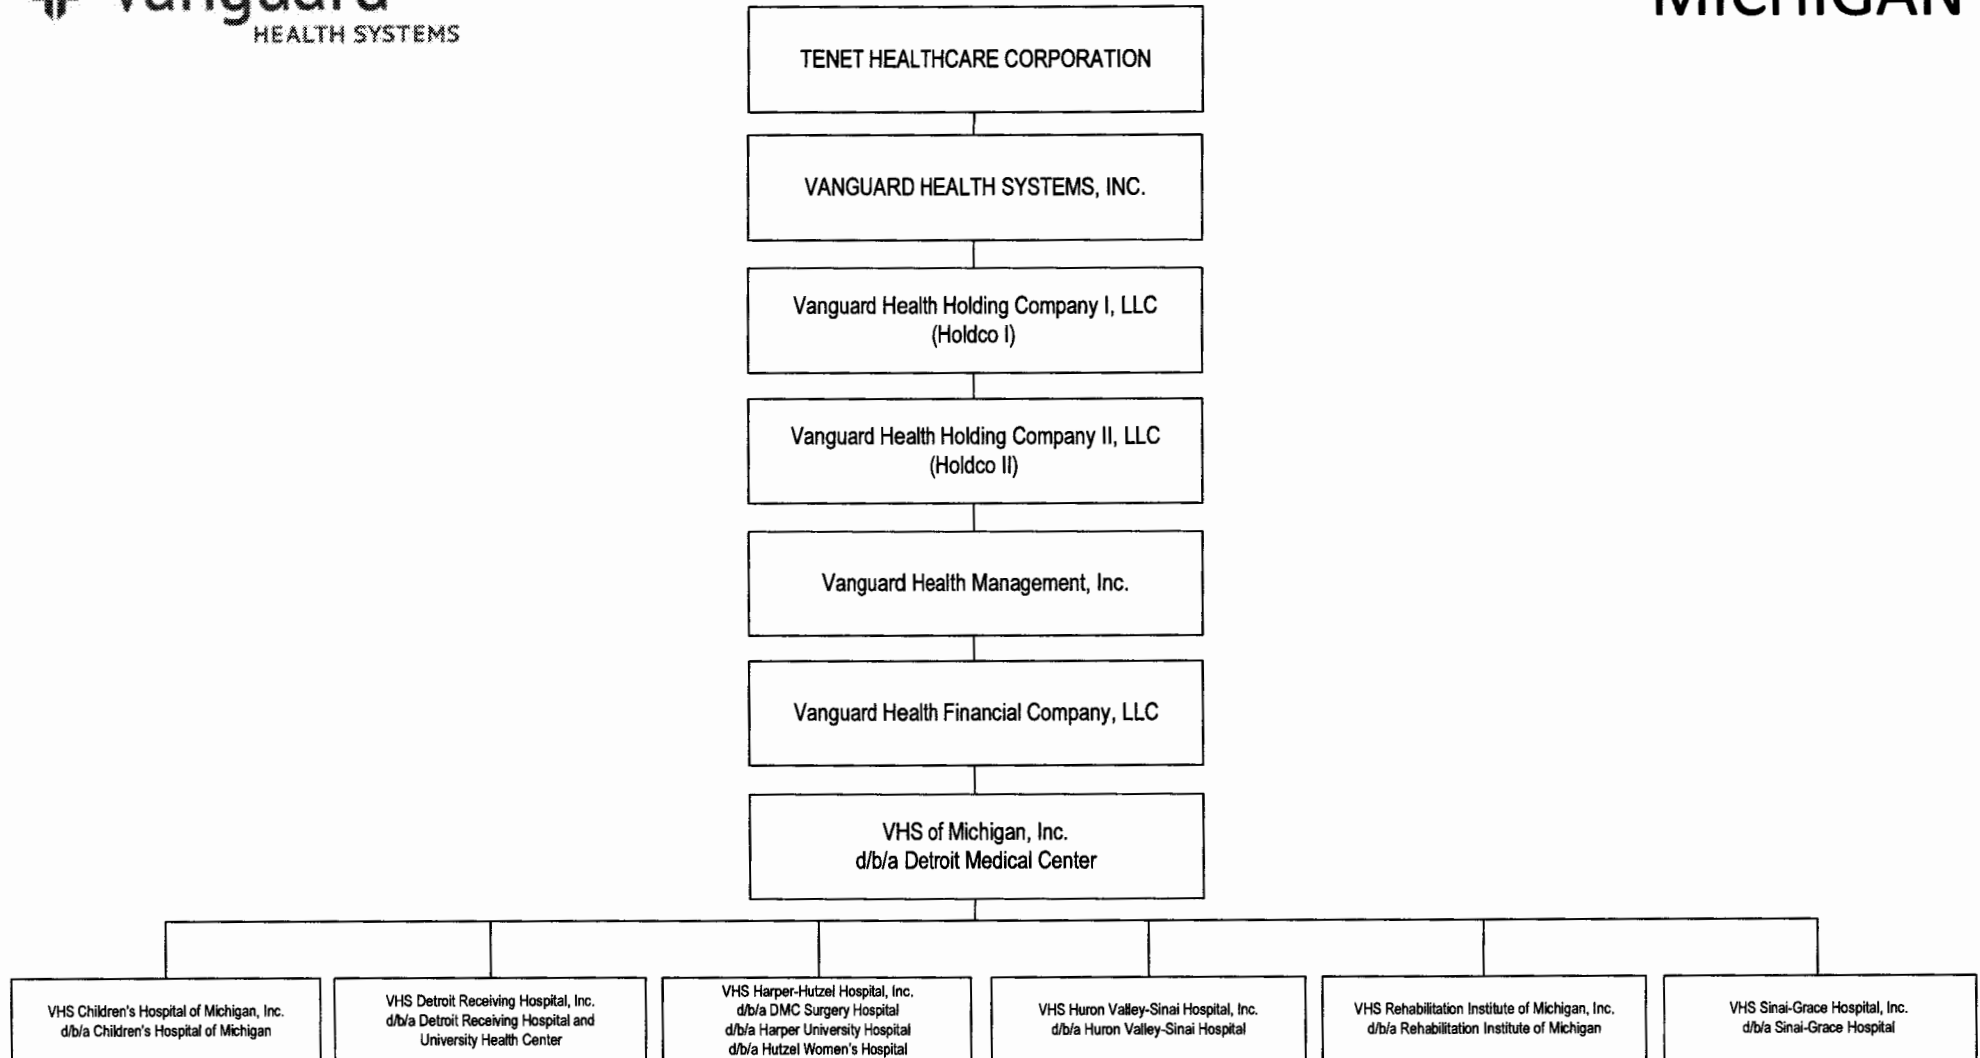 vanguard
HEALTH SYSTEMS
MICHIGAN
TENET HEALTHCARE CORPORATION
VANGUARD HEALTH SYSTEMS, INC.
Vanguard Health Holding Company I, LLC
(Holdco I)
Vanguard Health Holding Company II, LLC
(Holdco II)
Vanguard Health Management, Inc.
Vanguard Health Financial Company, LLC
VHS of Michigan, Inc.
d/b/a Detroit Medical Center
VHS Children's Hospital of Michigan, Inc.
d/b/a Children's Hospital of Michigan
VHS Detroit Receiving Hospital, Inc.
d/b/a Detroit Receiving Hospital and
University Health Center
VHS Harper-Hutzel Hospital, Inc.
d/b/a DMC Surgery Hospital
d/b/a Harper University Hospital
d/b/a Hutzel Women's Hospital
VHS Huron Valley-Sinai Hospital, Inc.
d/b/a Huron Valley-Sinai Hospital
VHS Rehabilitation Institute of Michigan, Inc.
d/b/a Rehabilitation Institute of Michigan
VHS Sinai-Grace Hospital, Inc.
d/b/a Sinai-Grace Hospital